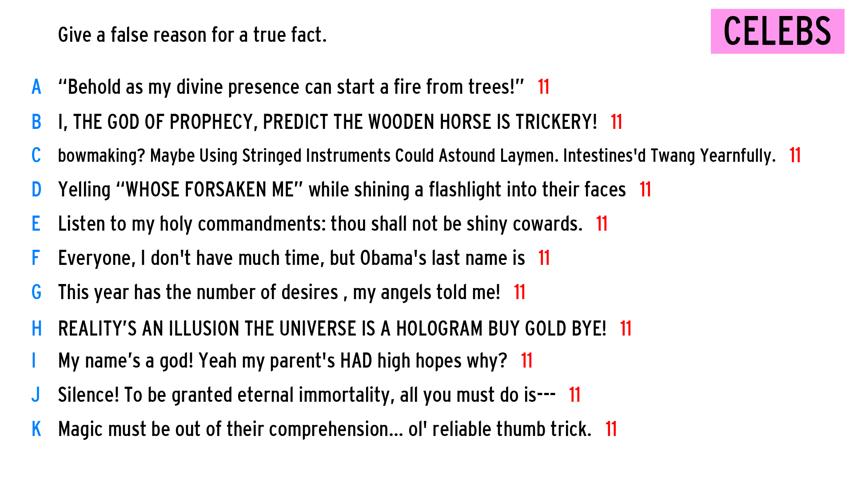 Give a false reason for a true fact.
CELEBS
A “Behold as my divine presence can start a fire from trees!” 11
B I, THE GOD OF PROPHECY, PREDICT THE WOODEN HORSE IS TRICKERY! 11
C bowmaking? Maybe Using Stringed Instruments Could Astound Laymen. Intestines'd Twang Yearnfully. 11
D Yelling “WHOSE FORSAKEN ME” while shining a flashlight into their faces 11
E Listen to my holy commandments: thou shall not be shiny cowards. 11
F Everyone, I don't have much time, but Obama's last name is 11
G This year has the number of desires , my angels told me! 11
H REALITY’S AN ILLUSION THE UNIVERSE IS A HOLOGRAM BUY GOLD BYE! 11
I My name’s a god! Yeah my parent's HAD high hopes why? 11
J Silence! To be granted eternal immortality, all you must do is--- 11
K Magic must be out of their comprehension... ol' reliable thumb trick. 11